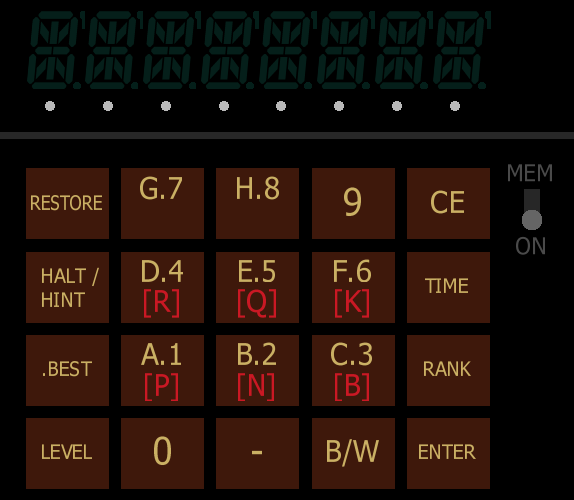 MEM
RESTORE
G.7
H.8
9
CE
ON
HALT /
HINT
D.4
[R]
E.5
[Q]
F.6
[K]
TIME
.BEST
A.1
[P]
B.2
[N]
C.3
[B]
RANK
LEVEL
0
-
B/W
ENTER